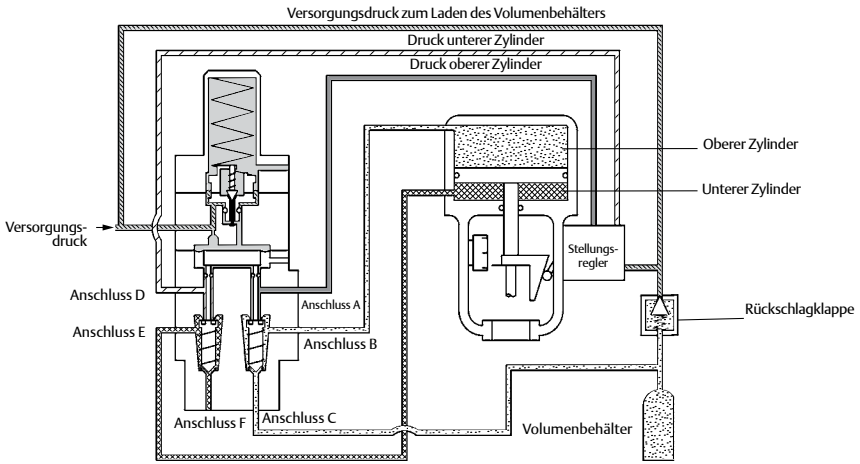 Versorgungsdruck zum Laden des Volumenbehälters
Druck unterer Zylinder
Druck oberer Zylinder
Oberer Zylinder
Unterer Zylinder
Versorgungs-
druck
Stellungs-
regler
Anschluss D
Anschluss A
Rückschlagklappe
Anschluss E
Anschluss B
Anschluss F
Anschluss C
Volumenbehälter